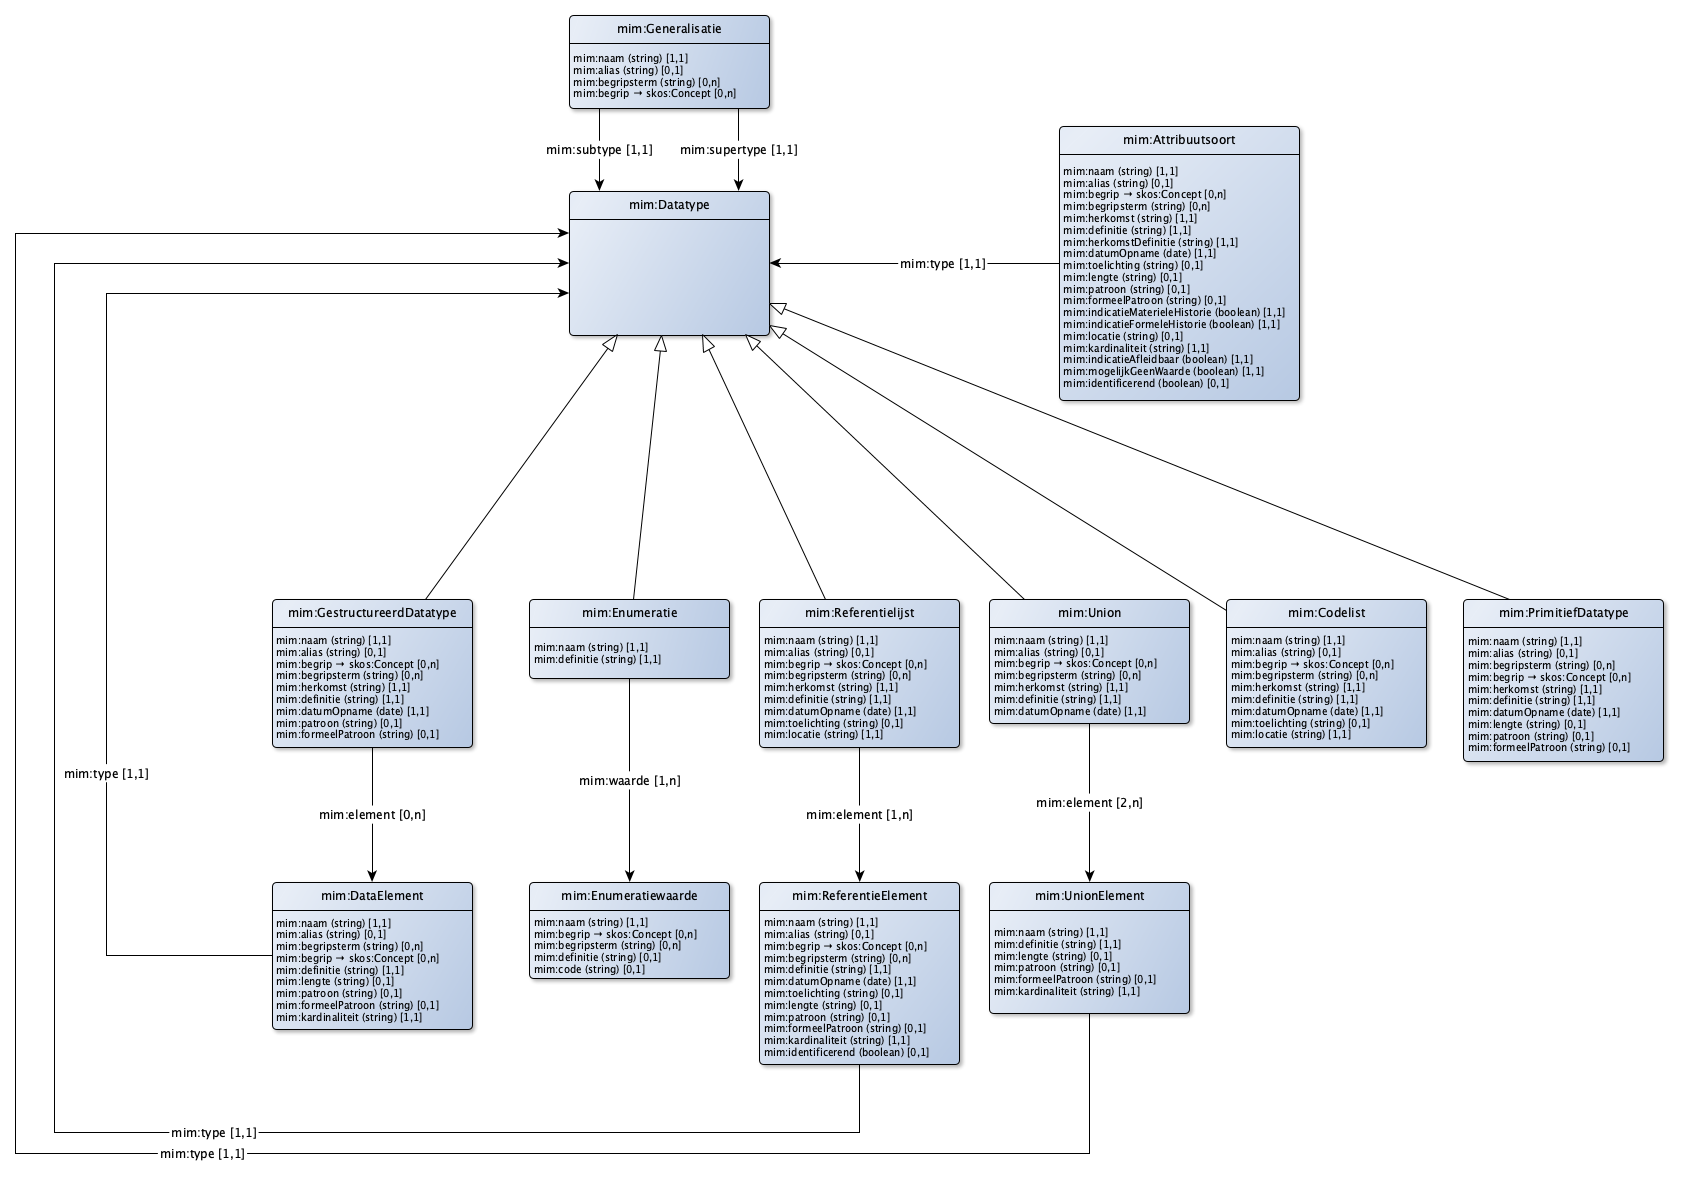 mim:Generalisatie
mim:naam (string) [1,1]
mim:alias (string) [0,1]
mim:begripsterm (string) [0,n]
mim:begrip → skos:Concept [0,n]
mim:subtype [1,1]
mim:supertype [1,1]
mim:Datatype
mim:type [1,1]
mim:Attribuutsoort
mim:naam (string) [1,1]
mim:alias (string) [0,1]
mim:begrip → skos:Concept [0,n]
mim:begripsterm (string) [0,n]
mim:herkomst (string) [1,1]
mim:definitie (string) [1,1]
mim:herkomstDefinitie (string) [1,1]
mim:datumOpname (date) [1,1]
mim:toelichting (string) [0,1]
mim:lengte (string) [0,1]
mim:patroon (string) [0,1]
mim:formeelPatroon (string) [0,1]
mim:indicatieMaterieleHistorie (boolean) [1,1]
mim:indicatieFormeleHistorie (boolean) [1,1]
mim:locatie (string) [0,1]
mim:kardinaliteit (string) [1,1]
mim:indicatieAfleidbaar (boolean) [1,1]
mim:mogelijkGeenWaarde (boolean) [1,1]
mim:identificerend (boolean) [0,1]
mim:GestructureerdDatatype
mim:naam (string) [1,1]
mim:alias (string) [0,1]
mim:begrip → skos:Concept [0,n]
mim:begripsterm (string) [0,n]
mim:herkomst (string) [1,1]
mim:definitie (string) [1,1]
mim:datumOpname (date) [1,1]
mim:patroon (string) [0,1]
mim:formeelPatroon (string) [0,1]
mim:Enumeratie
mim:naam (string) [1,1]
mim:definitie (string) [1,1]
mim:Referentielijst
mim:naam (string) [1,1]
mim:alias (string) [0,1]
mim:begrip → skos:Concept [0,n]
mim:begripsterm (string) [0,n]
mim:herkomst (string) [1,1]
mim:definitie (string) [1,1]
mim:datumOpname (date) [1,1]
mim:toelichting (string) [0,1]
mim:locatie (string) [1,1]
mim:Union
mim:naam (string) [1,1]
mim:alias (string) [0,1]
mim:begrip → skos:Concept [0,n]
mim:begripsterm (string) [0,n]
mim:herkomst (string) [1,1]
mim:definitie (string) [1,1]
mim:datumOpname (date) [1,1]
mim:Codelist
mim:naam (string) [1,1]
mim:alias (string) [0,1]
mim:begrip → skos:Concept [0,n]
mim:begripsterm (string) [0,n]
mim:herkomst (string) [1,1]
mim:definitie (string) [1,1]
mim:datumOpname (date) [1,1]
mim:toelichting (string) [0,1]
mim:locatie (string) [1,1]
mim:PrimitiefDatatype
mim:naam (string) [1,1]
mim:alias (string) [0,1]
mim:begripsterm (string) [0,n]
mim:begrip → skos:Concept [0,n]
mim:herkomst (string) [1,1]
mim:definitie (string) [1,1]
mim:datumOpname (date) [1,1]
mim:lengte (string) [0,1]
mim:patroon (string) [0,1]
mim:formeelPatroon (string) [0,1]
mim:type [1,1]
mim:element [0,n]
mim:waarde [1,n]
mim:element [1,n]
mim:element [2,n]
mim:DataElement
mim:naam (string) [1,1]
mim:alias (string) [0,1]
mim:begripsterm (string) [0,n]
mim:begrip → skos:Concept [0,n]
mim:definitie (string) [1,1]
mim:lengte (string) [0,1]
mim:patroon (string) [0,1]
mim:formeelPatroon (string) [0,1]
mim:kardinaliteit (string) [1,1]
mim:Enumeratiewaarde
mim:naam (string) [1,1]
mim:begrip → skos:Concept [0,n]
mim:begripsterm (string) [0,n]
mim:definitie (string) [0,1]
mim:code (string) [0,1]
mim:ReferentieElement
mim:naam (string) [1,1]
mim:alias (string) [0,1]
mim:begrip → skos:Concept [0,n]
mim:begripsterm (string) [0,n]
mim:definitie (string) [1,1]
mim:datumOpname (date) [1,1]
mim:toelichting (string) [0,1]
mim:lengte (string) [0,1]
mim:patroon (string) [0,1]
mim:formeelPatroon (string) [0,1]
mim:kardinaliteit (string) [1,1]
mim:identificerend (boolean) [0,1]
mim:UnionElement
mim:naam (string) [1,1]
mim:definitie (string) [1,1]
mim:lengte (string) [0,1]
mim:patroon (string) [0,1]
mim:formeelPatroon (string) [0,1]
mim:kardinaliteit (string) [1,1]
mim:type [1,1]
mim:type [1,1]